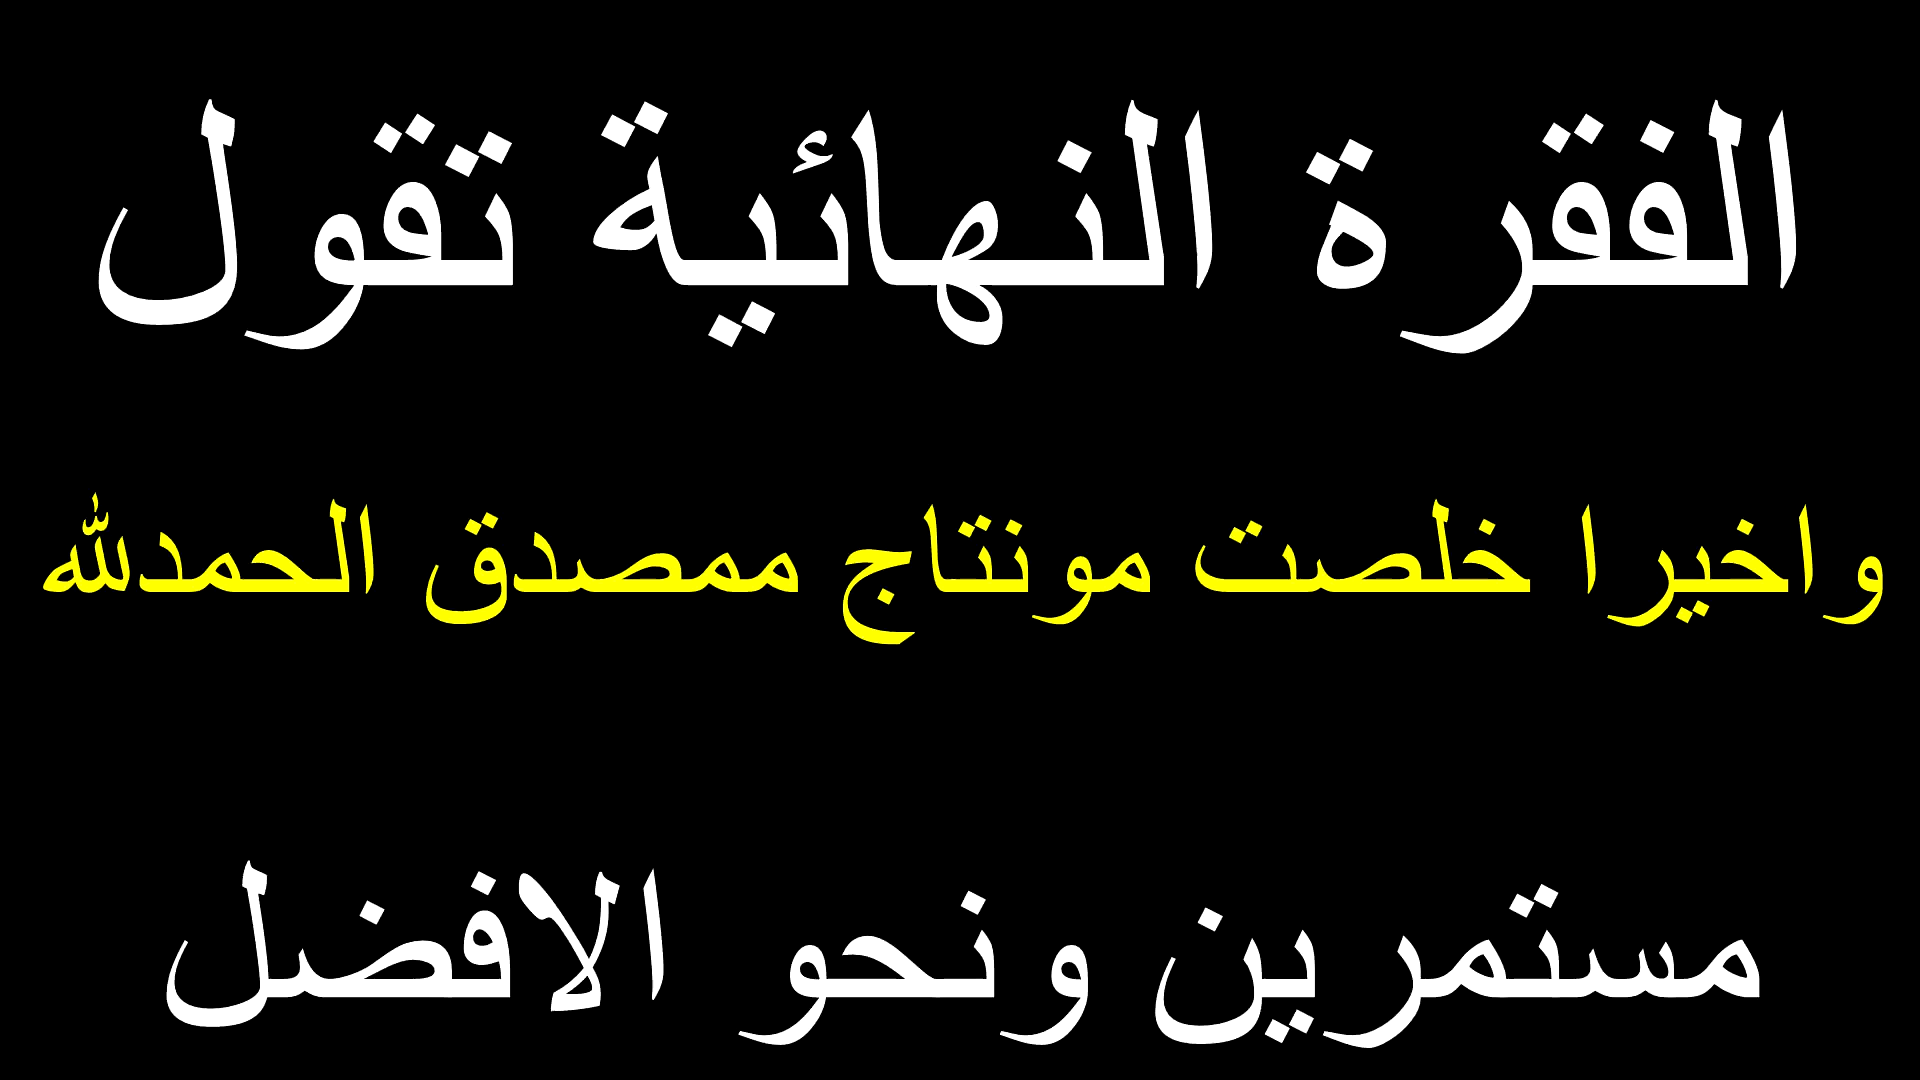 الفقرة النهائية تقول
واخيرا خلصت مونتاج ممصدق الحمدلله
مستمرين ونحو الافضل